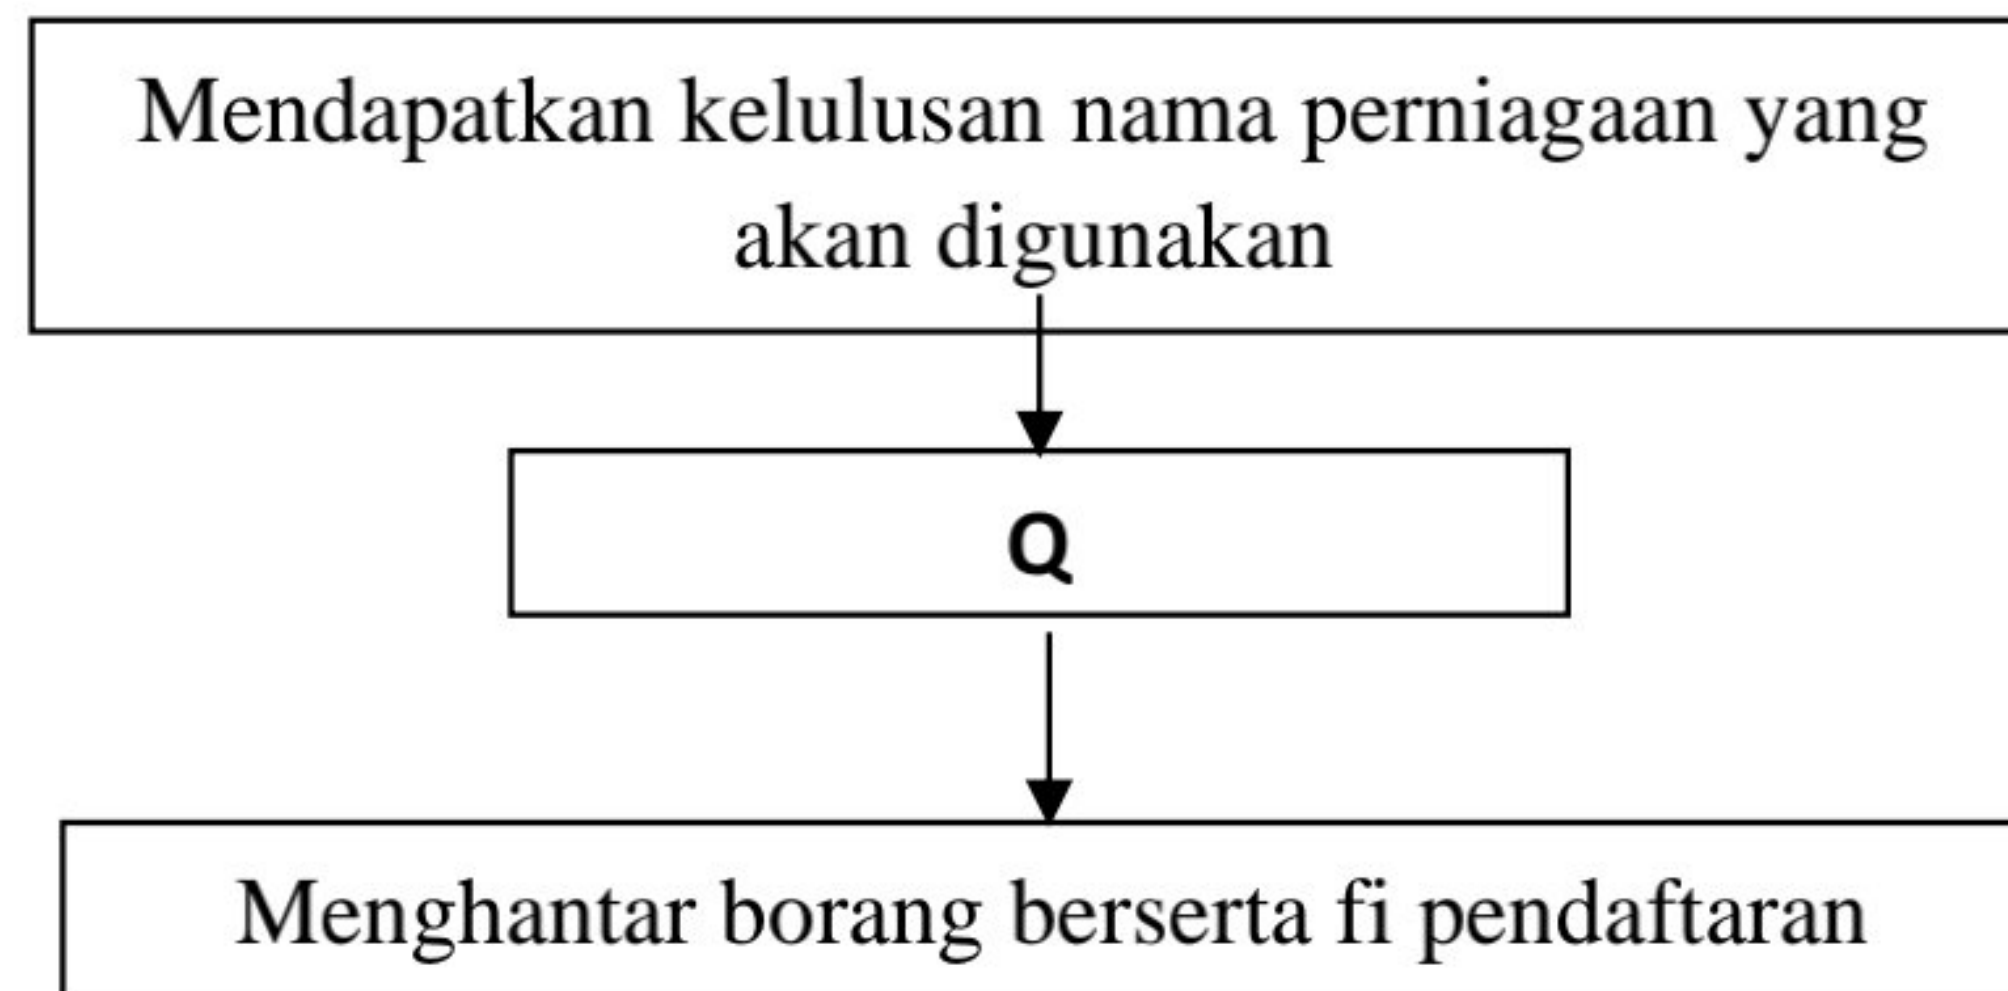 Mendapatkan kelulusan nama perniagaan yang
akan digunakan
Q
Menghantar borang berserta fi pendaftaran